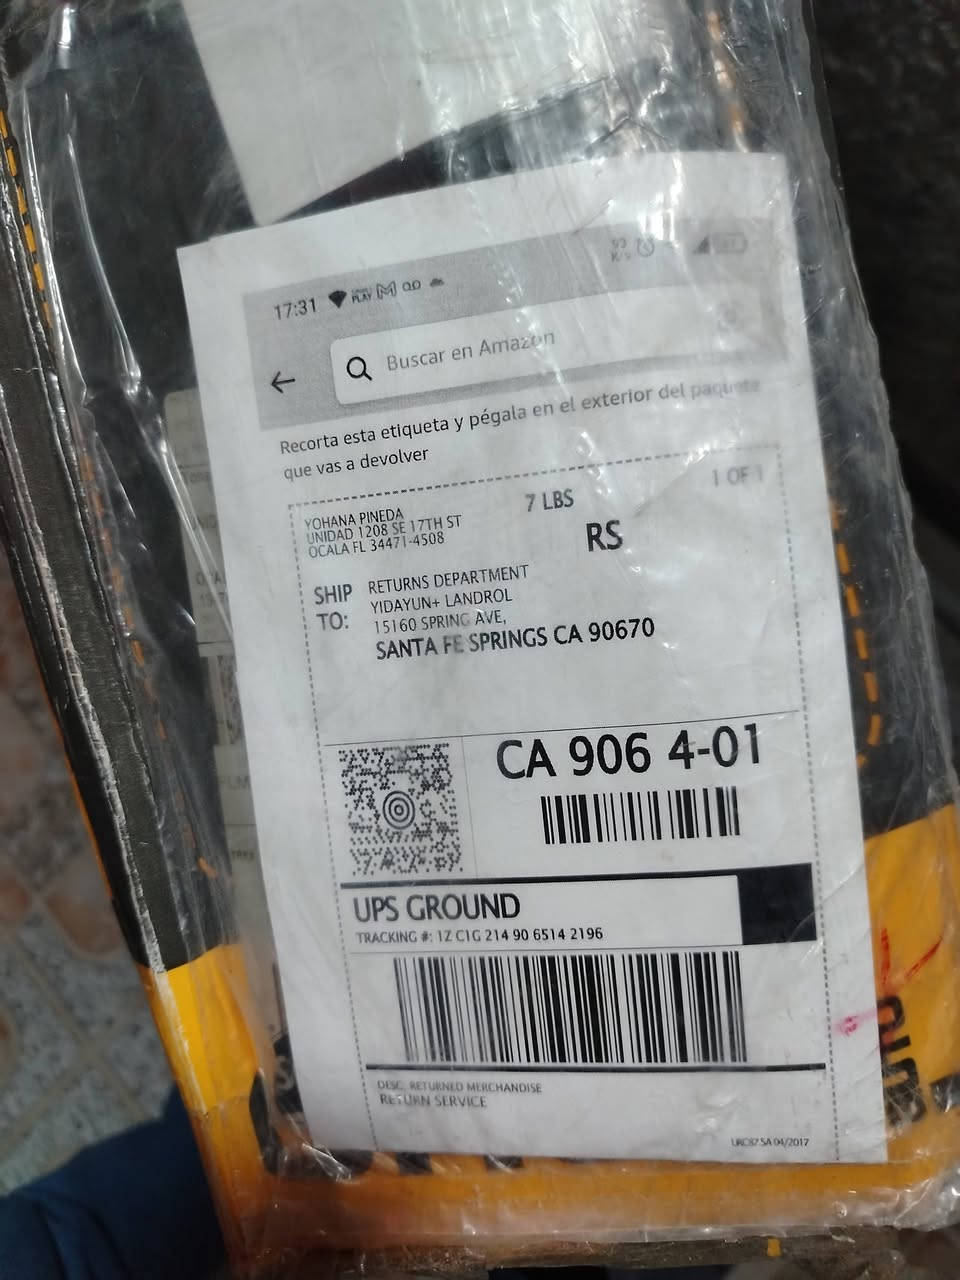 17:31
Buscar en Amazon
Recorta esta etiqueta y pégala en el exterior del paquete
que vas a devolver
YOHANA PINEDA
UNIDAD 1208 SE 17TH ST
OCALA FL 34471-4508
7 LBS
1 OF 1
RS
SHIP TO:
RETURNS DEPARTMENT
YIDAYUN+ LANDROL
15160 SPRING AVE,
SANTA FE SPRINGS CA 90670
CA 906 4-01
UPS GROUND
TRACKING #: 1Z C1G 214 90 6514 2196
DESC: RETURNED MERCHANDISE
RETURN SERVICE